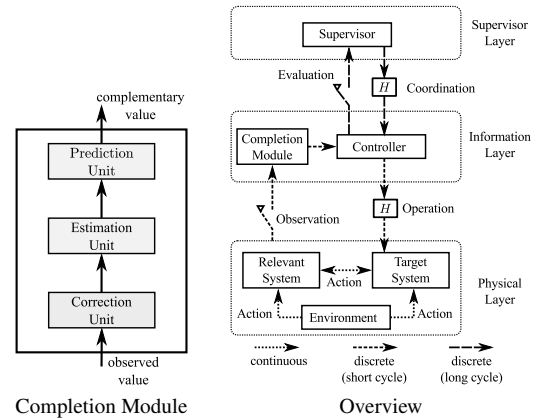 complementary
value
Prediction
Unit
Estimation
Unit
Correction
Unit
observed
value
Completion Module
Supervisor
Supervisor
Layer
Evaluation
H
Coordination
Completion
Module
Controller
Information
Layer
Observation
H
Operation
Relevant
System
Target
System
Action
Physical
Layer
Action
Environment
Action
continuous
discrete
(short cycle)
discrete
(long cycle)
Overview